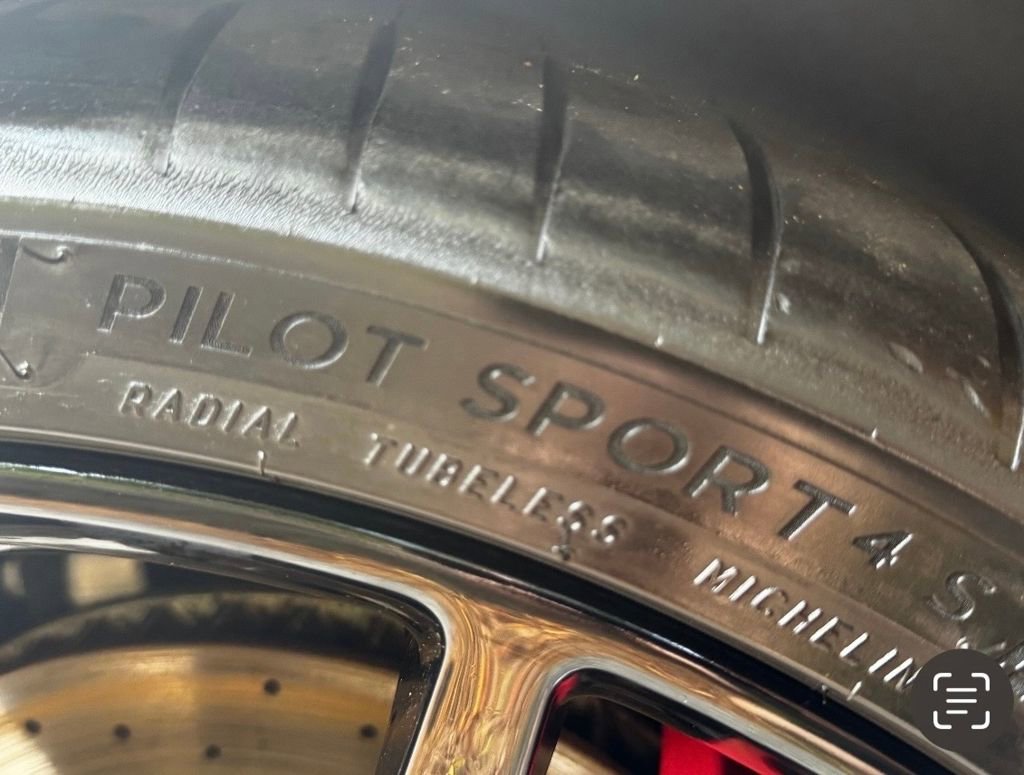 PILOT SPORT 4 S
RADIAL TUBELESS MICHELIN